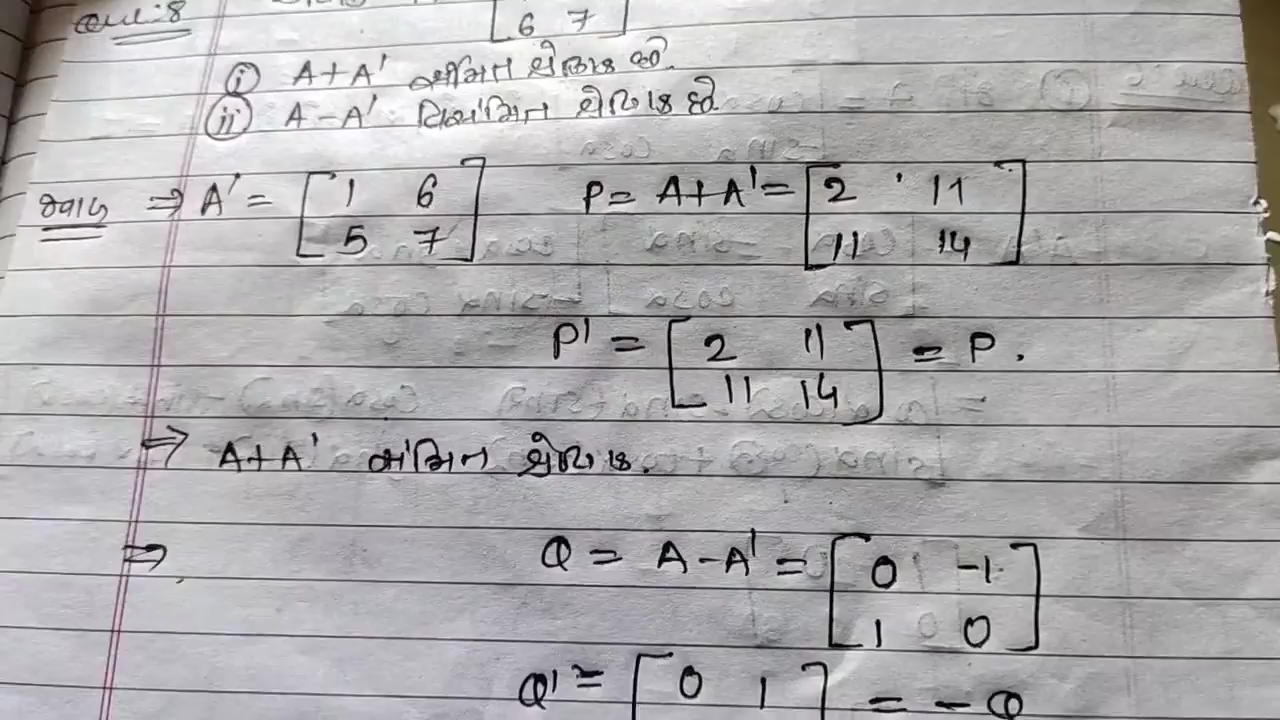 6 7
(i) A+A' સંમિત શ્રેણિક છે.
(ii) A-A' વિસંમિત શ્રેણિક છે.
જવાબ ⇒ A' = [1 6 P = A+A' = [2 11
5 7] 11 14]
P' = [2 11 = P.
11 14]
⇒ A+A' સંમિત શ્રેણિક.
⇒ Q = A-A' = [0 -1
1 0]
Q' = [0 1] = -Q